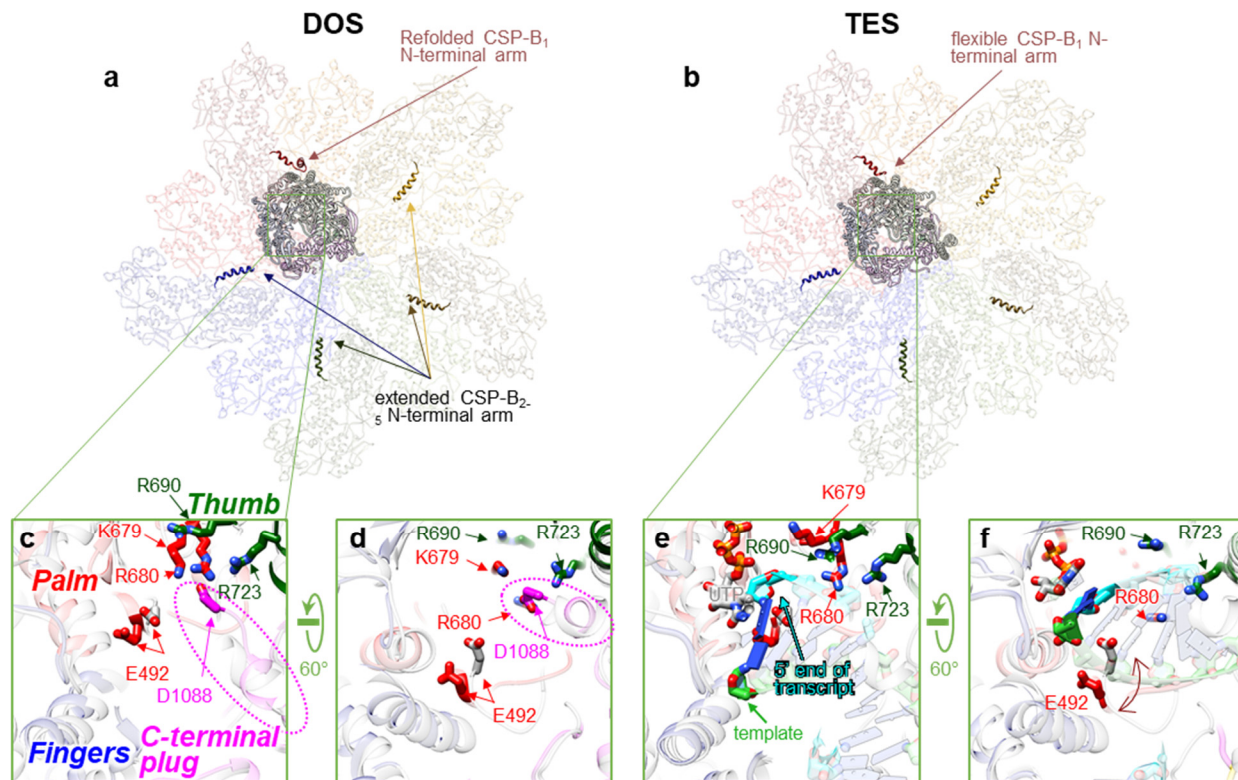 DOS
TES
Refolded CSP-B1
N-terminal arm
flexible CSP-B1 N-
terminal arm
a
b
extended CSP-B2-
5 N-terminal arm
c
R690
Thumb
K679
Palm
R680
R723
E492
D1088
Fingers
C-terminal
plug
60°
d
R690
R723
K679
R680
D1088
E492
e
K679
R690
UTP
R680
R723
5' end of
transcript
template
60°
f
R690
R723
R680
E492